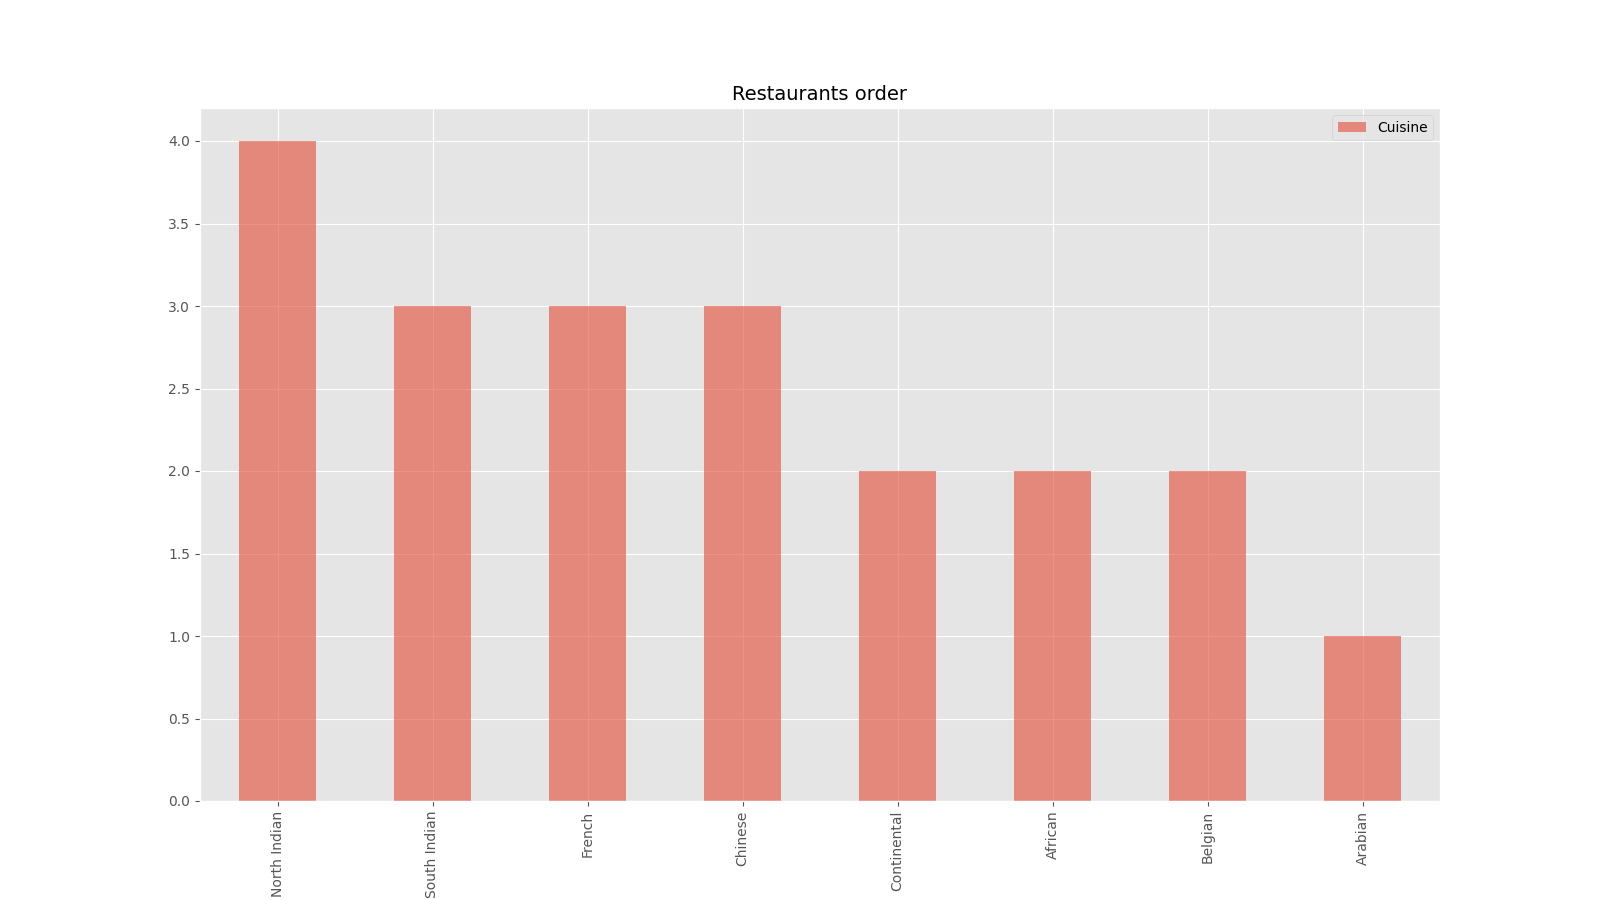 Restaurants order
Cuisine
4.0
3.5
3.0
2.5
2.0
1.5
1.0
0.5
0.0
North Indian
South Indian
French
Chinese
Continental
African
Belgian
Arabian